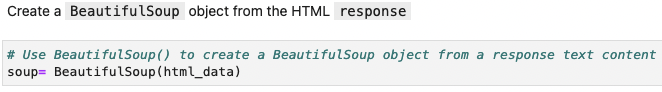 Create a BeautifulSoup object from the HTML response
# Use BeautifulSoup() to create a BeautifulSoup object from a response text content
soup= BeautifulSoup(html_data)